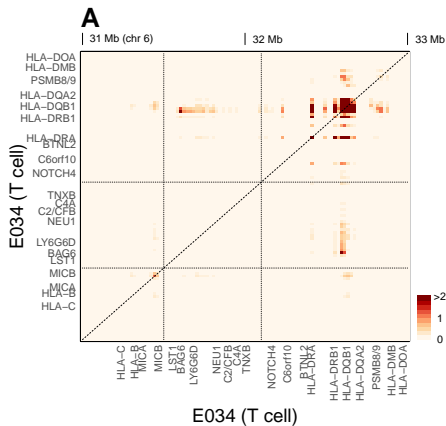 A
31 Mb (chr 6)
32 Mb
33 Mb
HLA−DOA
HLA−DMB
PSMB8/9
HLA−DQA2
HLA−DQB1
HLA−DRB1
HLA−DRA
BTNL2
C6orf10
NOTCH4
TNXB
C4A
C2/CFB
NEU1
LY6G6D
BAG6
LST1
MICB
MICA
HLA−B
HLA−C
E034 (T cell)
>2
1
0
HLA−C
HLA−B
MICA
MICB
LST1
BAG6
LY6G6D
NEU1
C2/CFB
C4A
TNXB
NOTCH4
C6orf10
BTNL2
HLA−DRA
HLA−DRB1
HLA−DQB1
HLA−DQA2
PSMB8/9
HLA−DMB
HLA−DOA
E034 (T cell)